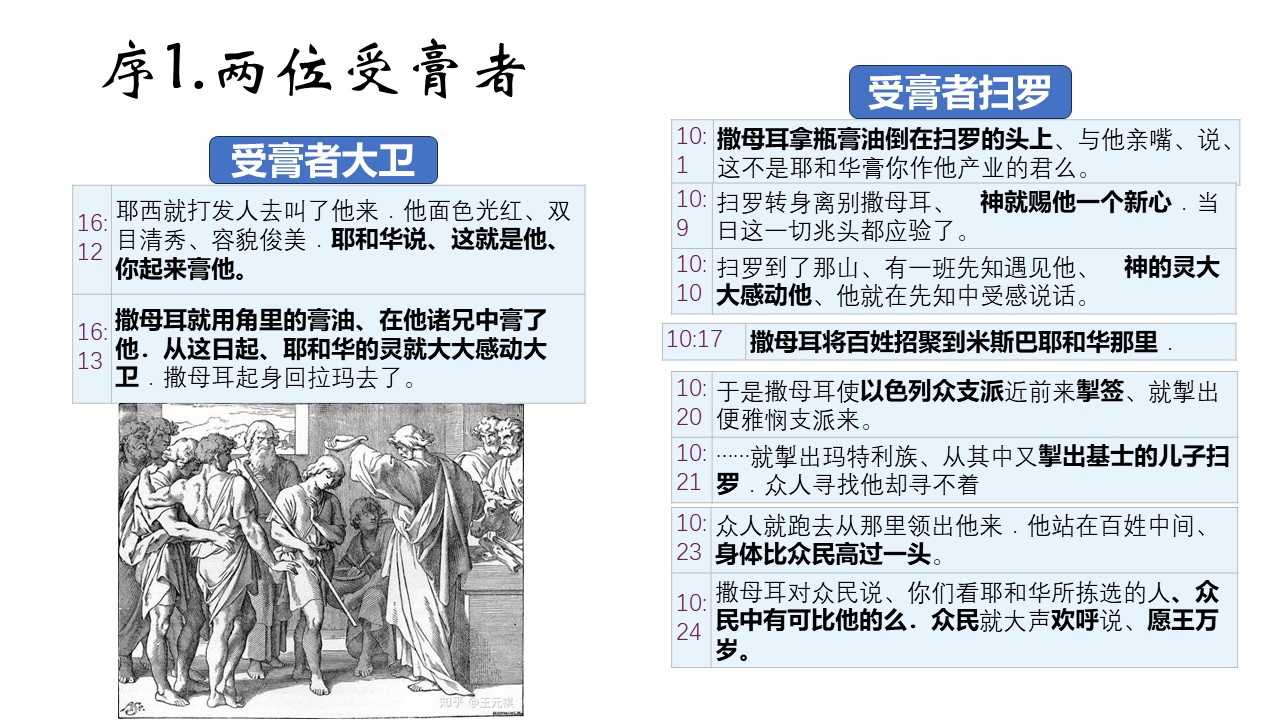 序1.两位受膏者
受膏者大卫
16:
12
耶西就打发人去叫了他来．他面色光红、双
目清秀、容貌俊美．耶和华说、这就是他、
你起来膏他。
16:
13
撒母耳就用角里的膏油、在他诸兄中膏了
他．从这日起、耶和华的灵就大大感动大
卫．撒母耳起身回拉玛去了。
知乎 @王元祺
受膏者扫罗
10:
1
撒母耳拿瓶膏油倒在扫罗的头上、与他亲嘴、说、
这不是耶和华膏你作他产业的君么。
10:
9
扫罗转身离别撒母耳、　神就赐他一个新心．当
日这一切兆头都应验了。
10:
10
扫罗到了那山、有一班先知遇见他、　神的灵大
大感动他、他就在先知中受感说话。
10:17
撒母耳将百姓招聚到米斯巴耶和华那里．
10:
20
于是撒母耳使以色列众支派近前来掣签、就掣出
便雅悯支派来。
10:
21
……就掣出玛特利族、从其中又掣出基士的儿子扫
罗．众人寻找他却寻不着
10:
23
众人就跑去从那里领出他来．他站在百姓中间、
身体比众民高过一头。
10:
24
撒母耳对众民说、你们看耶和华所拣选的人、众
民中有可比他的么．众民就大声欢呼说、愿王万
岁。